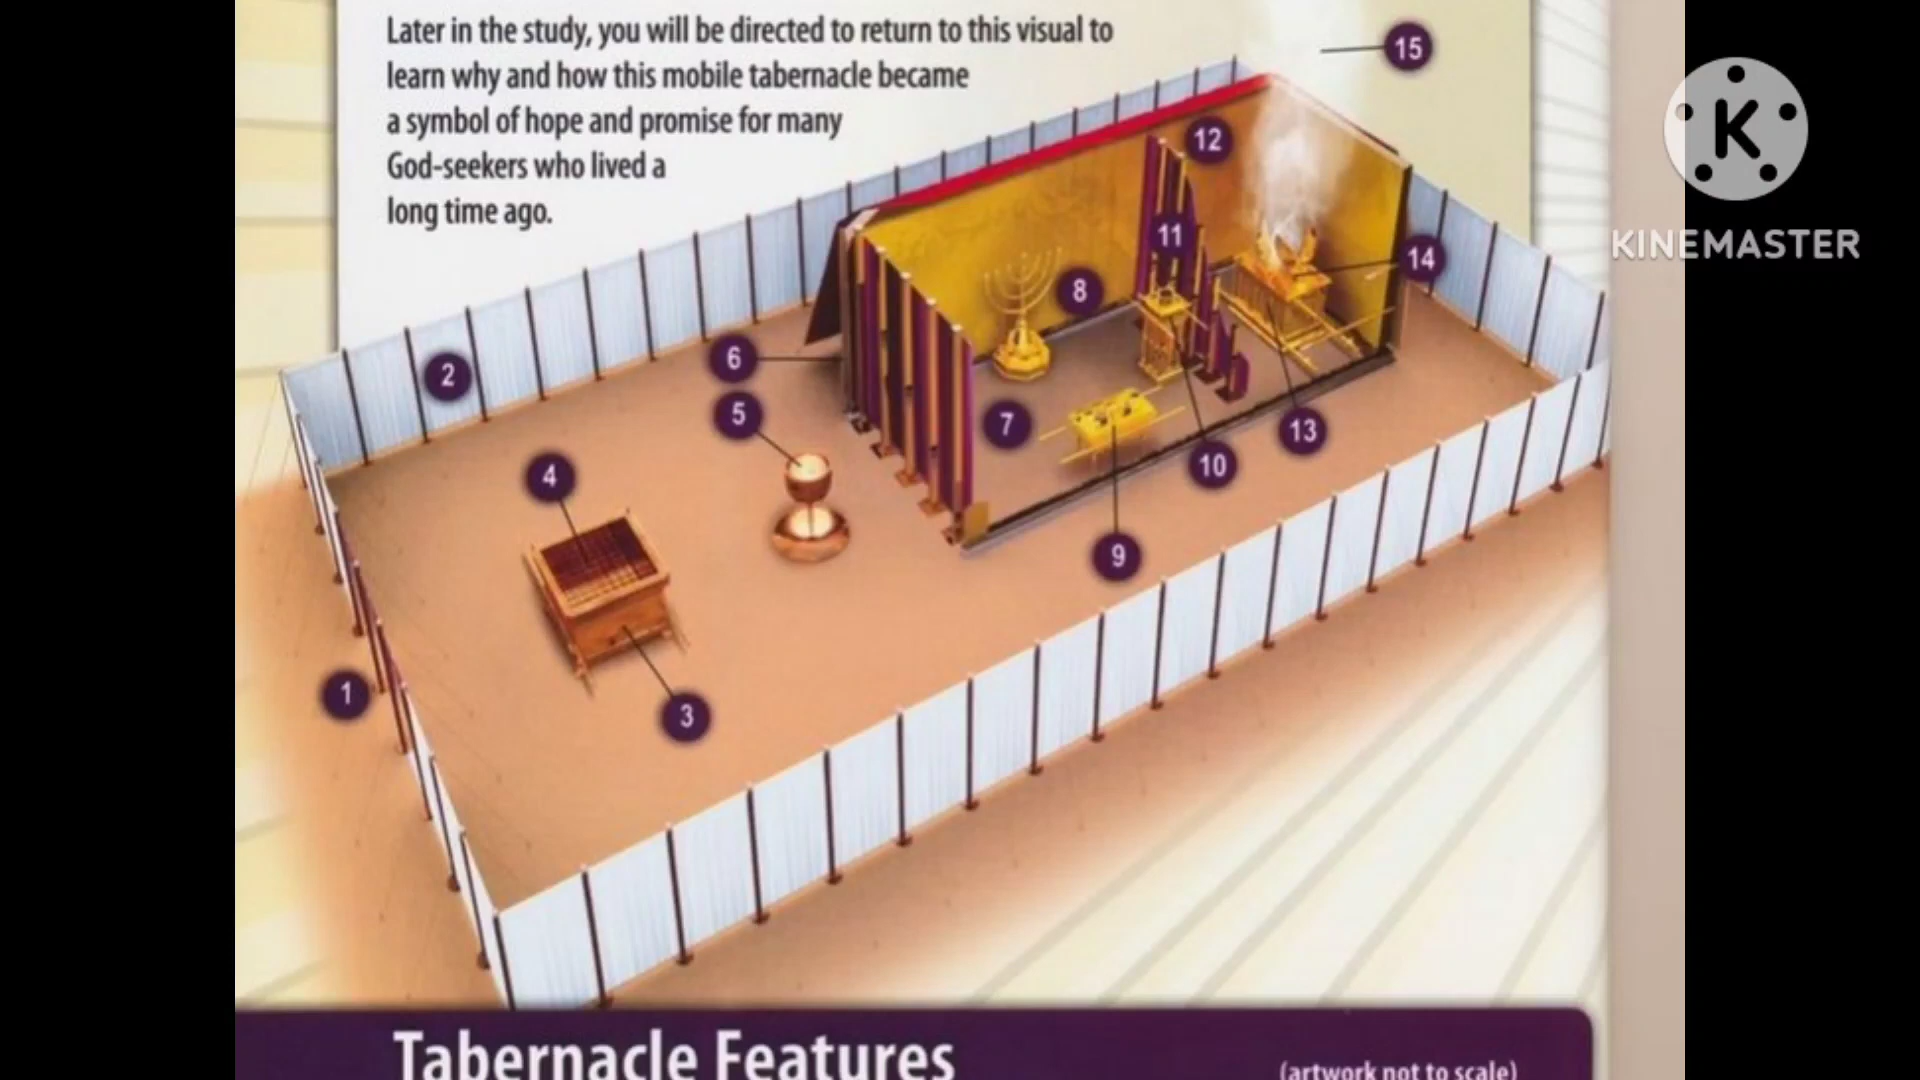 Later in the study, you will be directed to return to this visual to
learn why and how this mobile tabernacle became
a symbol of hope and promise for many
God-seekers who lived a
long time ago.
15
12
11
14
8
6
2
5
7
13
10
4
9
1
3
K
KINEMASTER
Tabernacle Features
(artwork not to scale)